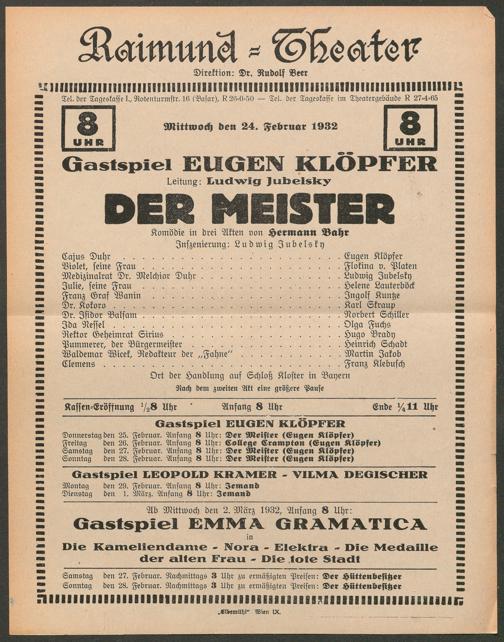 Raimund-Theater
Direktion: Dr. Rudolf Beer
Tel. der Tageskasse I., Rotenturmstr. 16 (Basar), R 26-0-50 — Tel. der Tageskasse im Theatergebäude R 27-4-65
8 UHR
Mittwoch den 24. Februar 1932
8 UHR
Gastspiel EUGEN KLÖPFER
Leitung: Ludwig Jubelsky
DER MEISTER
Komödie in drei Akten von Hermann Bahr
Inszenierung: Ludwig Jubelsky
Cajus Duhr . . . . . . . . . . Eugen Klöpfer
Violet, seine Frau . . . . . . . . . . Flokina v. Platen
Medizinalrat Dr. Melchior Duhr . . . . . . . . . . Ludwig Jubelsky
Julie, seine Frau . . . . . . . . . . Helene Lauterböck
Franz Graf Wanin . . . . . . . . . . Ingolf Kuntze
Dr. Kokoro . . . . . . . . . . Karl Skraup
Dr. Isidor Balsam . . . . . . . . . . Norbert Schiller
Ida Nessel . . . . . . . . . . Olga Fuchs
Rektor Geheimrat Sirius . . . . . . . . . . Hugo Brady
Pummerer, der Bürgermeister . . . . . . . . . . Heinrich Schadt
Waldemar Wiek, Redakteur der „Fahne" . . . . . . . . . . Martin Jakob
Clemens . . . . . . . . . . Franz Klebusch
Ort der Handlung auf Schloß Kloster in Bayern
Nach dem zweiten Akt eine größere Pause
Kassen-Eröffnung ½8 Uhr Anfang 8 Uhr Ende ¼11 Uhr
Gastspiel EUGEN KLÖPFER
Donnerstag den 25. Februar. Anfang 8 Uhr: Der Meister (Eugen Klöpfer)
Freitag den 26. Februar. Anfang 8 Uhr: College Crampton (Eugen Klöpfer)
Samstag den 27. Februar. Anfang 8 Uhr: Der Meister (Eugen Klöpfer)
Sonntag den 28. Februar. Anfang 8 Uhr: Der Meister (Eugen Klöpfer)
Gastspiel LEOPOLD KRAMER - VILMA DEGISCHER
Montag den 29. Februar. Anfang 8 Uhr: Jemand
Dienstag den 1. März. Anfang 8 Uhr: Jemand
Ab Mittwoch den 2. März 1932, Anfang 8 Uhr:
Gastspiel EMMA GRAMATICA
in
Die Kameliendame - Nora - Elektra - Die Medaille
der alten Frau - Die tote Stadt
Samstag den 27. Februar. Nachmittags 3 Uhr zu ermäßigten Preisen: Der Hüttenbesitzer
Sonntag den 28. Februar. Nachmittags 3 Uhr zu ermäßigten Preisen: Der Hüttenbesitzer
„Elbemühl" Wien IX.